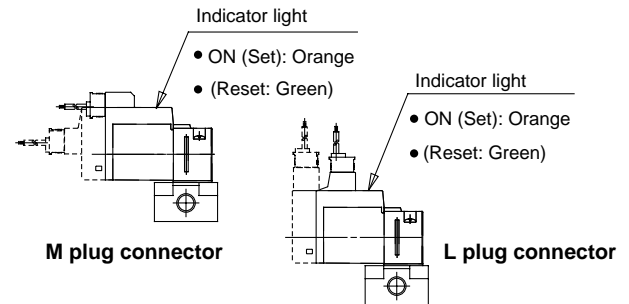 Indicator light
● ON (Set): Orange
● (Reset: Green)
Indicator light
● ON (Set): Orange
● (Reset: Green)
M plug connector
L plug connector